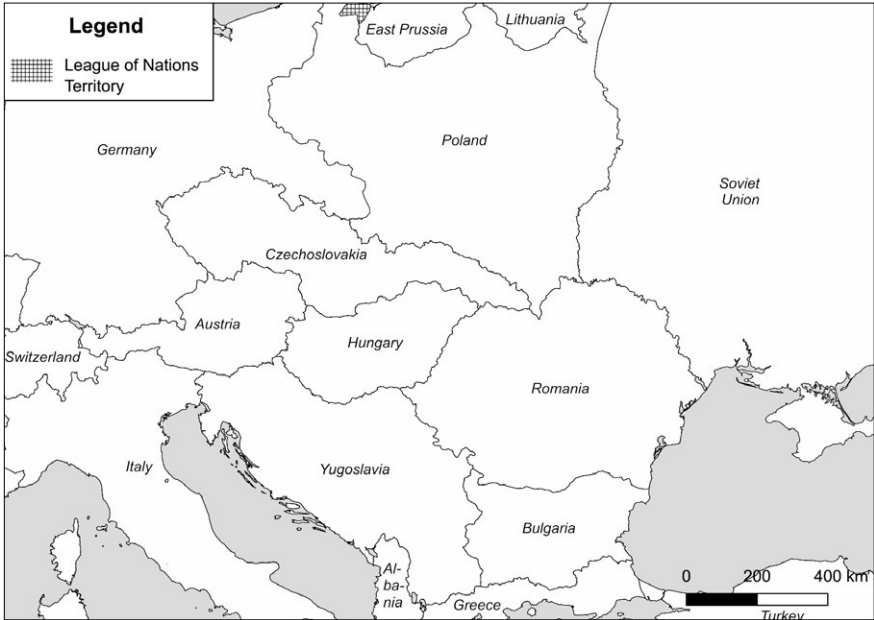 Legend
League of Nations
Territory
East Prussia
Lithuania
Germany
Poland
Soviet
Union
Czechoslovakia
Austria
Switzerland
Hungary
Romania
Italy
Yugoslavia
Bulgaria
Al-
ba-
nia
Greece
0 200 400 km
Turkey